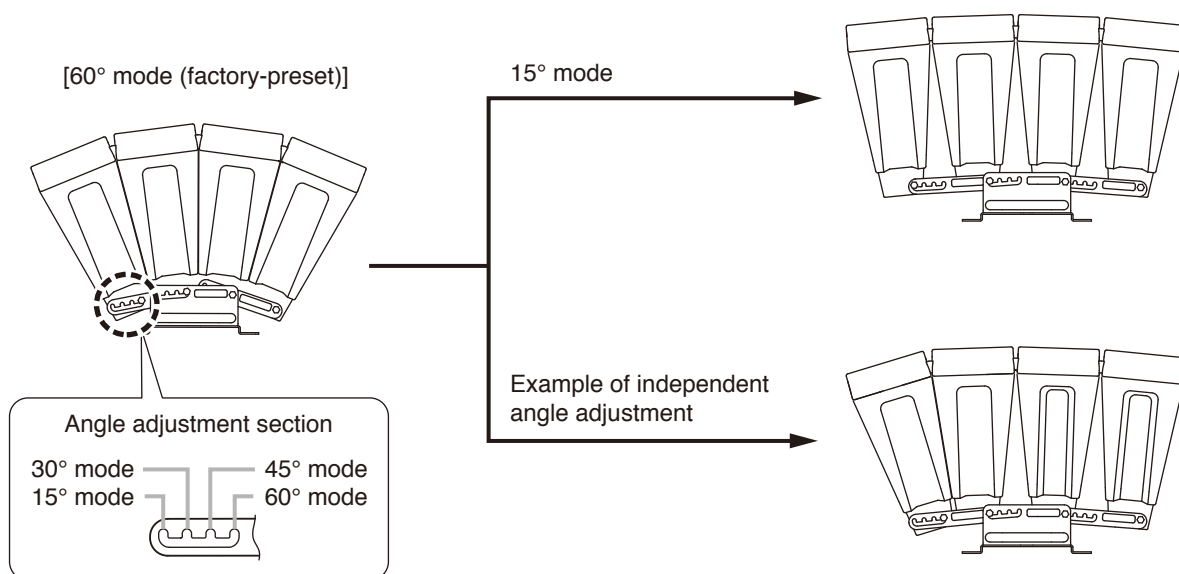 [60° mode (factory-preset)]
15° mode
Example of independent
angle adjustment
Angle adjustment section
30° mode
45° mode
15° mode
60° mode